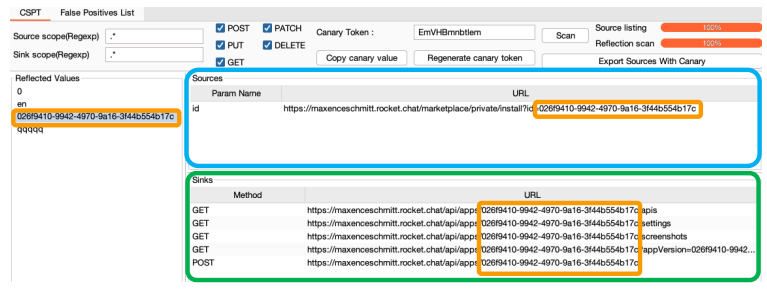 CSPT False Positives List
Source scope(Regexp) .*
Sink scope(Regexp) .*
POST PATCH
PUT DELETE
GET
Canary Token : EmVHBmnbtlem Scan
Copy canary value Regenerate canary token
Source listing 100%
Reflection scan 100%
Export Sources With Canary
Reflected Values
0
en
026f9410-9942-4970-9a16-3f44b554b17c
qqqqq
Sources
Param Name URL
id https://maxenceschmitt.rocket.chat/marketplace/private/install?id=026f9410-9942-4970-9a16-3f44b554b17c
Sinks
Method URL
GET https://maxenceschmitt.rocket.chat/api/apps/026f9410-9942-4970-9a16-3f44b554b17c/apis
GET https://maxenceschmitt.rocket.chat/api/apps/026f9410-9942-4970-9a16-3f44b554b17c/settings
GET https://maxenceschmitt.rocket.chat/api/apps/026f9410-9942-4970-9a16-3f44b554b17c/screenshots
GET https://maxenceschmitt.rocket.chat/api/apps/026f9410-9942-4970-9a16-3f44b554b17c?appVersion=026f9410-9942...
POST https://maxenceschmitt.rocket.chat/api/apps/026f9410-9942-4970-9a16-3f44b554b17c